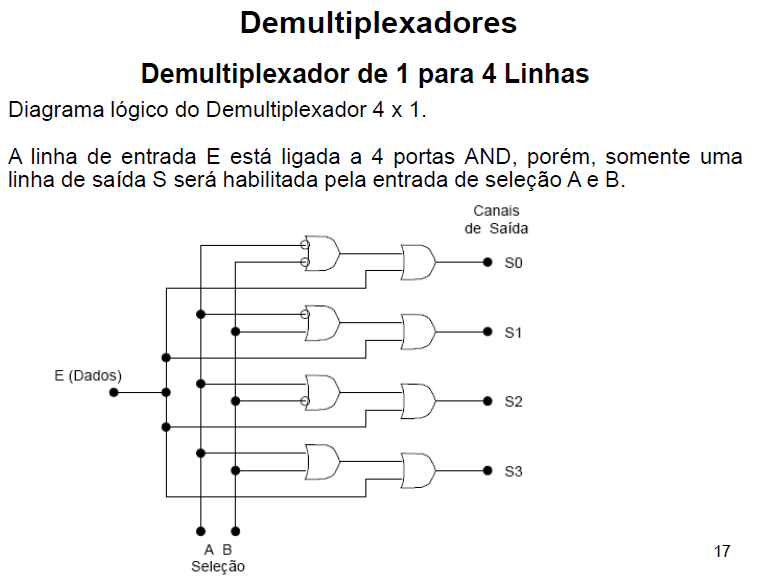 Demultiplexadores
Demultiplexador de 1 para 4 Linhas
Diagrama lógico do Demultiplexador 4 x 1.
A linha de entrada E está ligada a 4 portas AND, porém, somente uma
linha de saída S será habilitada pela entrada de seleção A e B.
Canais
de Saída
S0
S1
E (Dados)
S2
S3
A B
Seleção
17